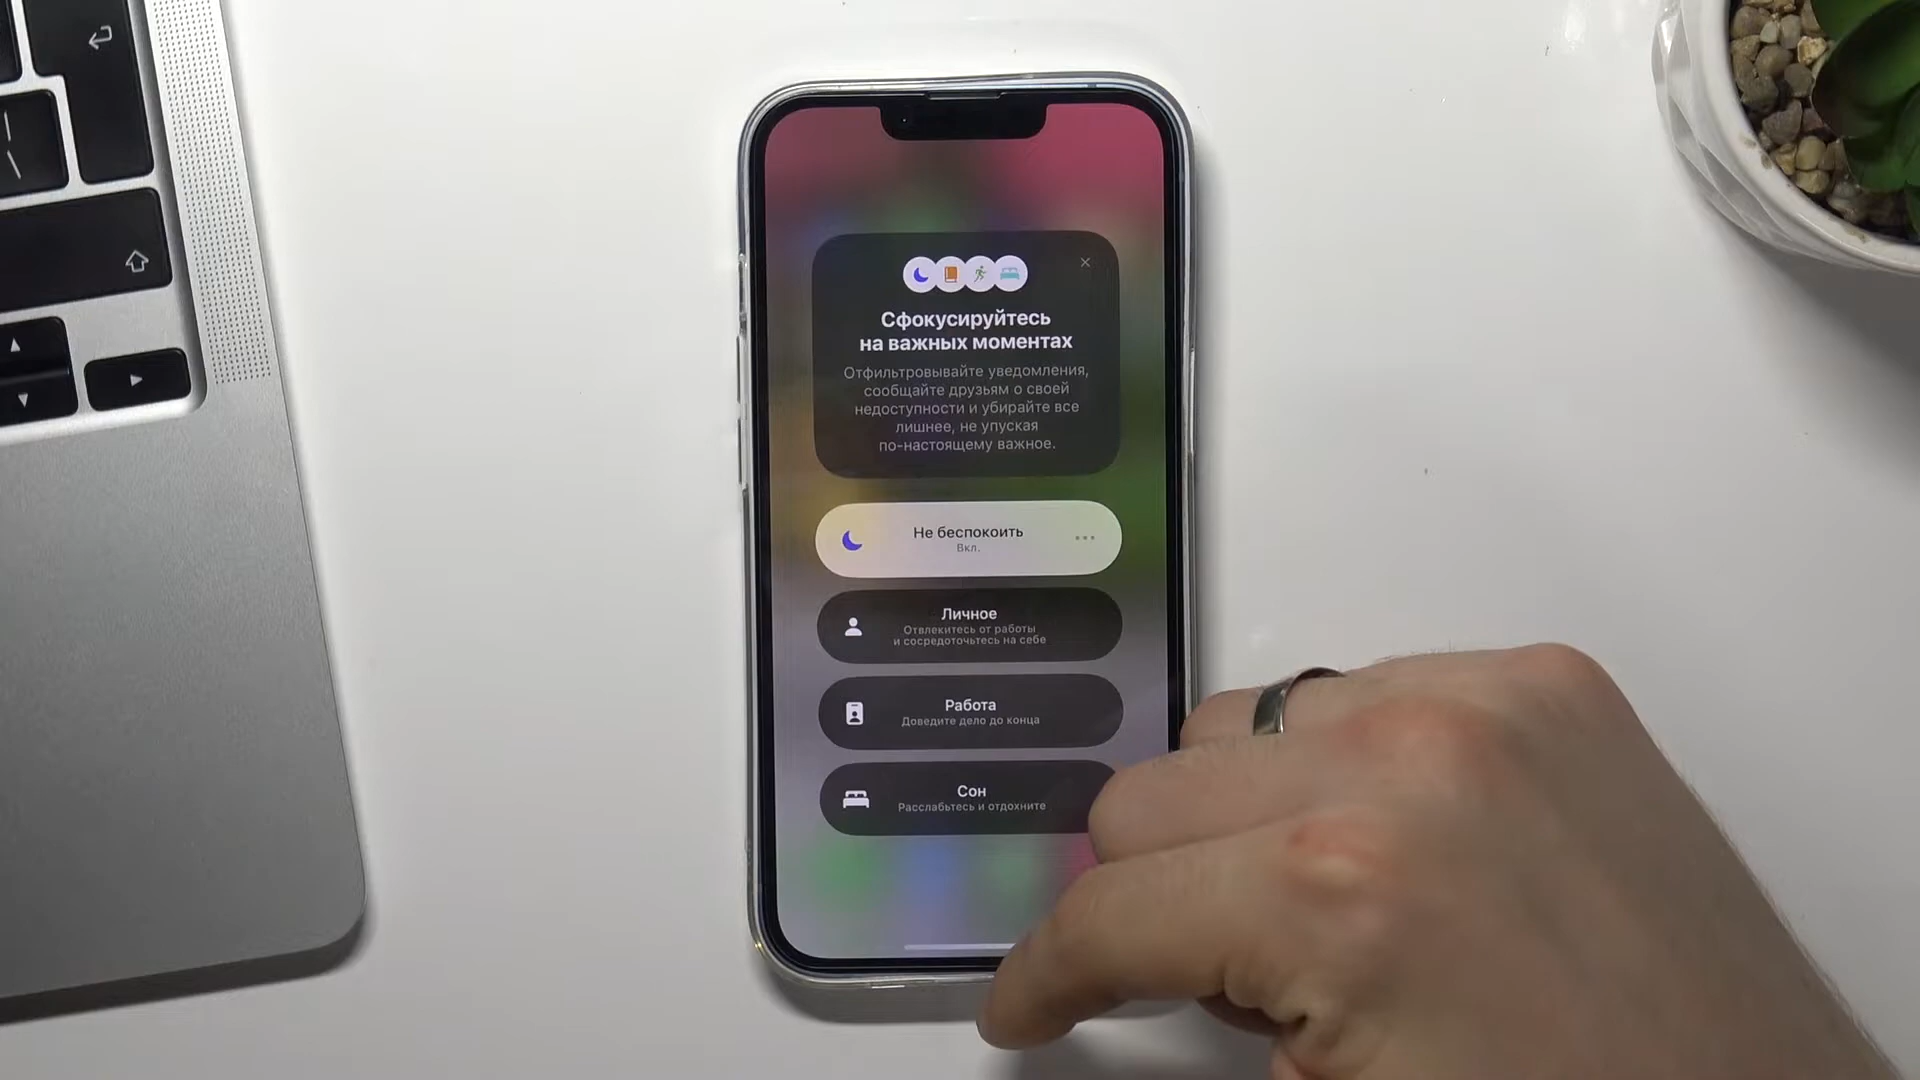 Сфокусируйтесь
на важных моментах
Отфильтровывайте уведомления,
сообщайте друзьям о своей
недоступности и убирайте все
лишнее, не упуская
по-настоящему важное.
Не беспокоить
Вкл.
Личное
Отвлекитесь от работы
и сосредоточьтесь на себе
Работа
Доведите дело до конца
Сон
Расслабьтесь и отдохните